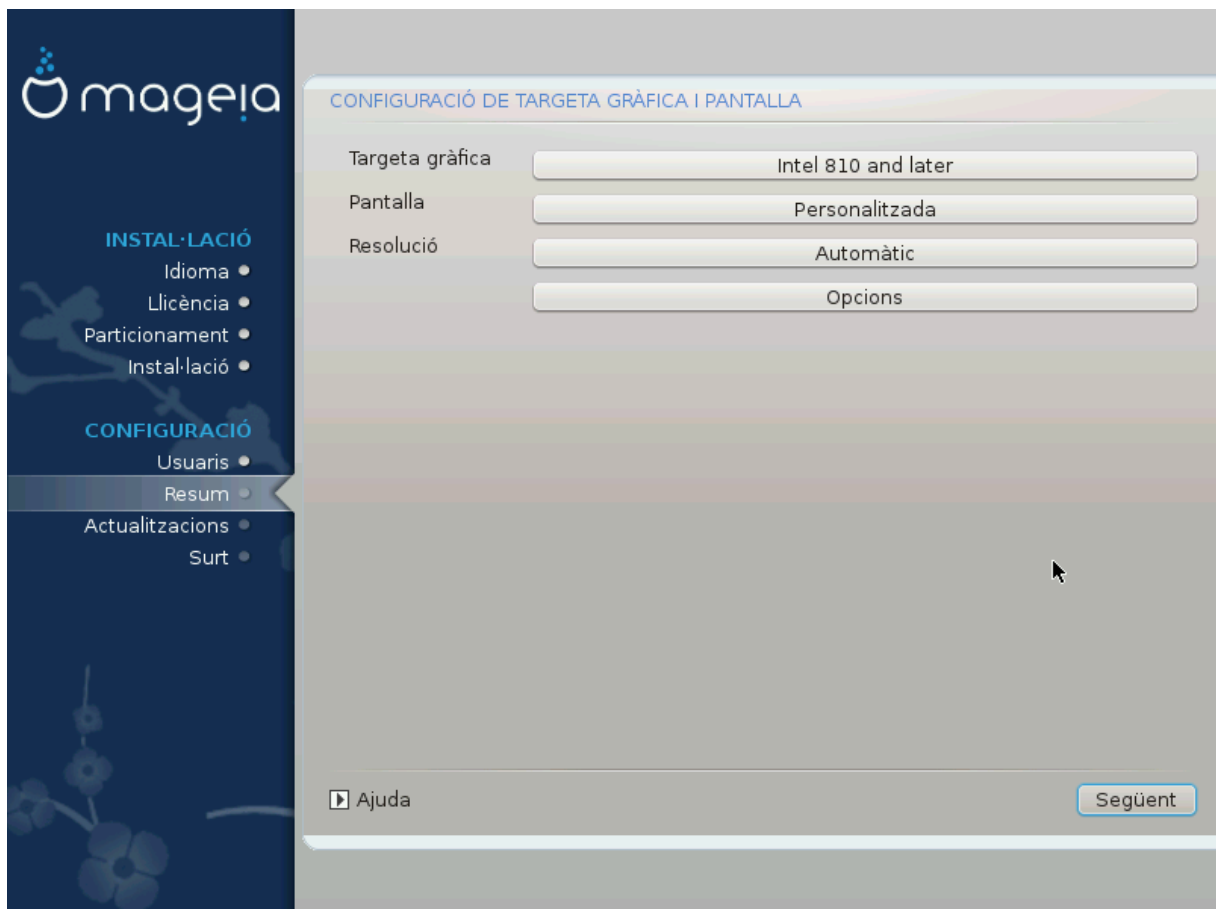 mageia
INSTAL·LACIÓ
Idioma
Llicència
Particionament
Instal·lació
CONFIGURACIÓ
Usuaris
Resum
Actualitzacions
Surt
CONFIGURACIÓ DE TARGETA GRÀFICA I PANTALLA
Targeta gràfica Intel 810 and later
Pantalla Personalitzada
Resolució Automàtic
Opcions
Ajuda Següent